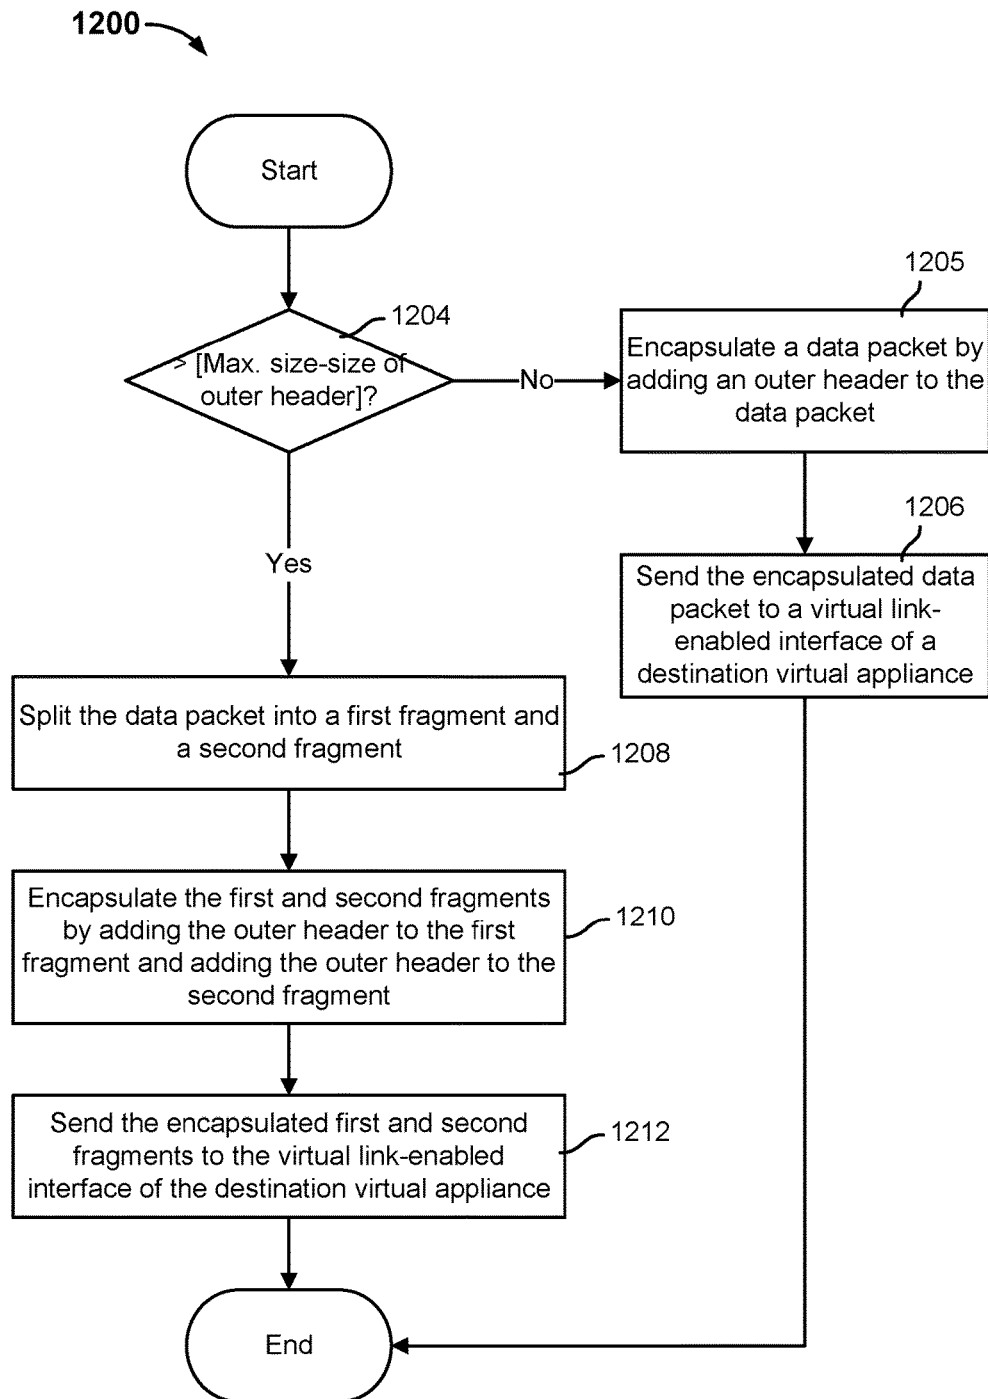 1200
Start
1204
> [Max. size-size of
outer header]?
No
1205
Encapsulate a data packet by
adding an outer header to the
data packet
1206
Send the encapsulated data
packet to a virtual link-
enabled interface of a
destination virtual appliance
Yes
Split the data packet into a first fragment and
a second fragment
1208
Encapsulate the first and second fragments
by adding the outer header to the first
fragment and adding the outer header to the
second fragment
1210
Send the encapsulated first and second
fragments to the virtual link-enabled
interface of the destination virtual appliance
1212
End